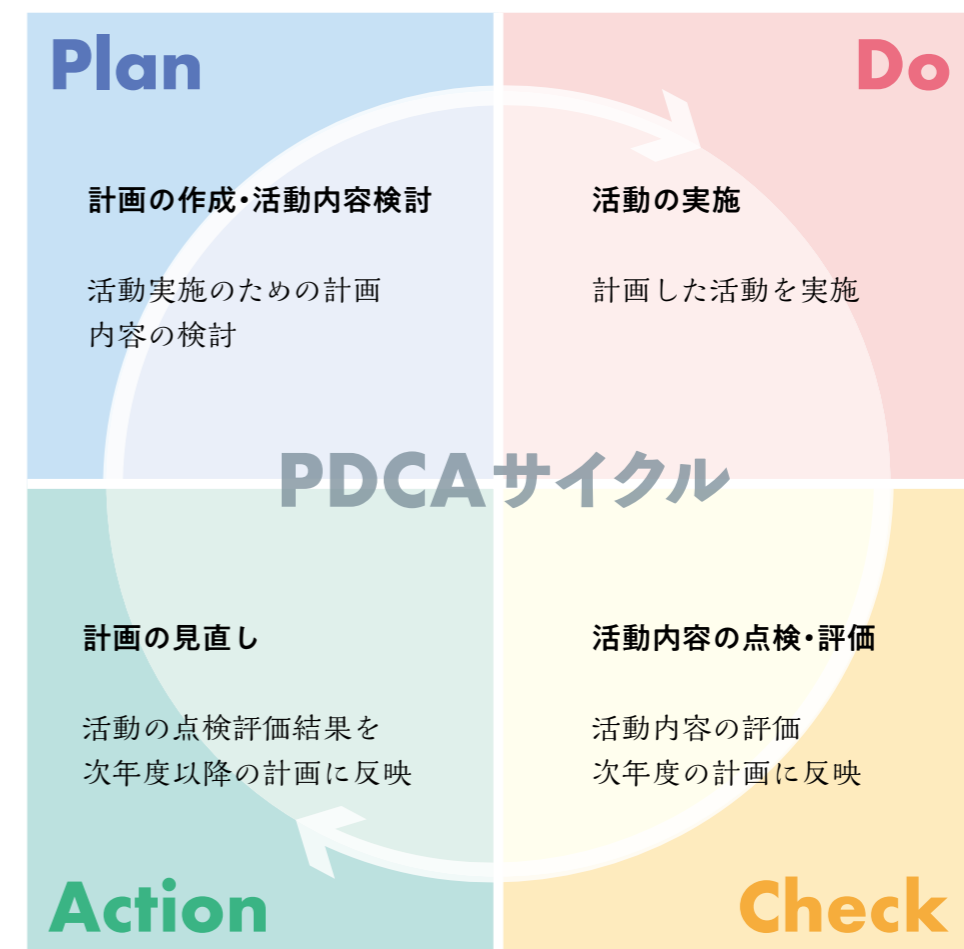 Plan
計画の作成・活動内容検討
活動実施のための計画
内容の検討
Do
活動の実施
計画した活動を実施
PDCAサイクル
計画の見直し
活動の点検評価結果を
次年度以降の計画に反映
Action
活動内容の点検・評価
活動内容の評価
次年度の計画に反映
Check